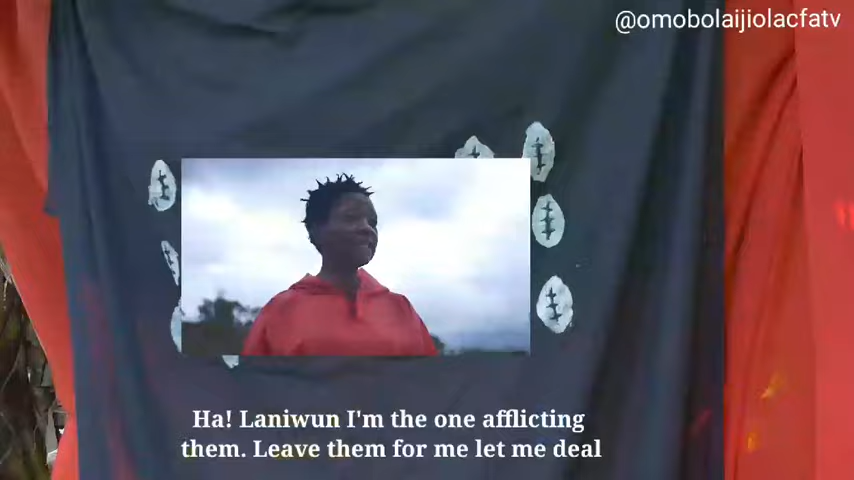 @omobolaijiolacfatv
Ha! Laniwun I'm the one afflicting
them. Leave them for me let me deal